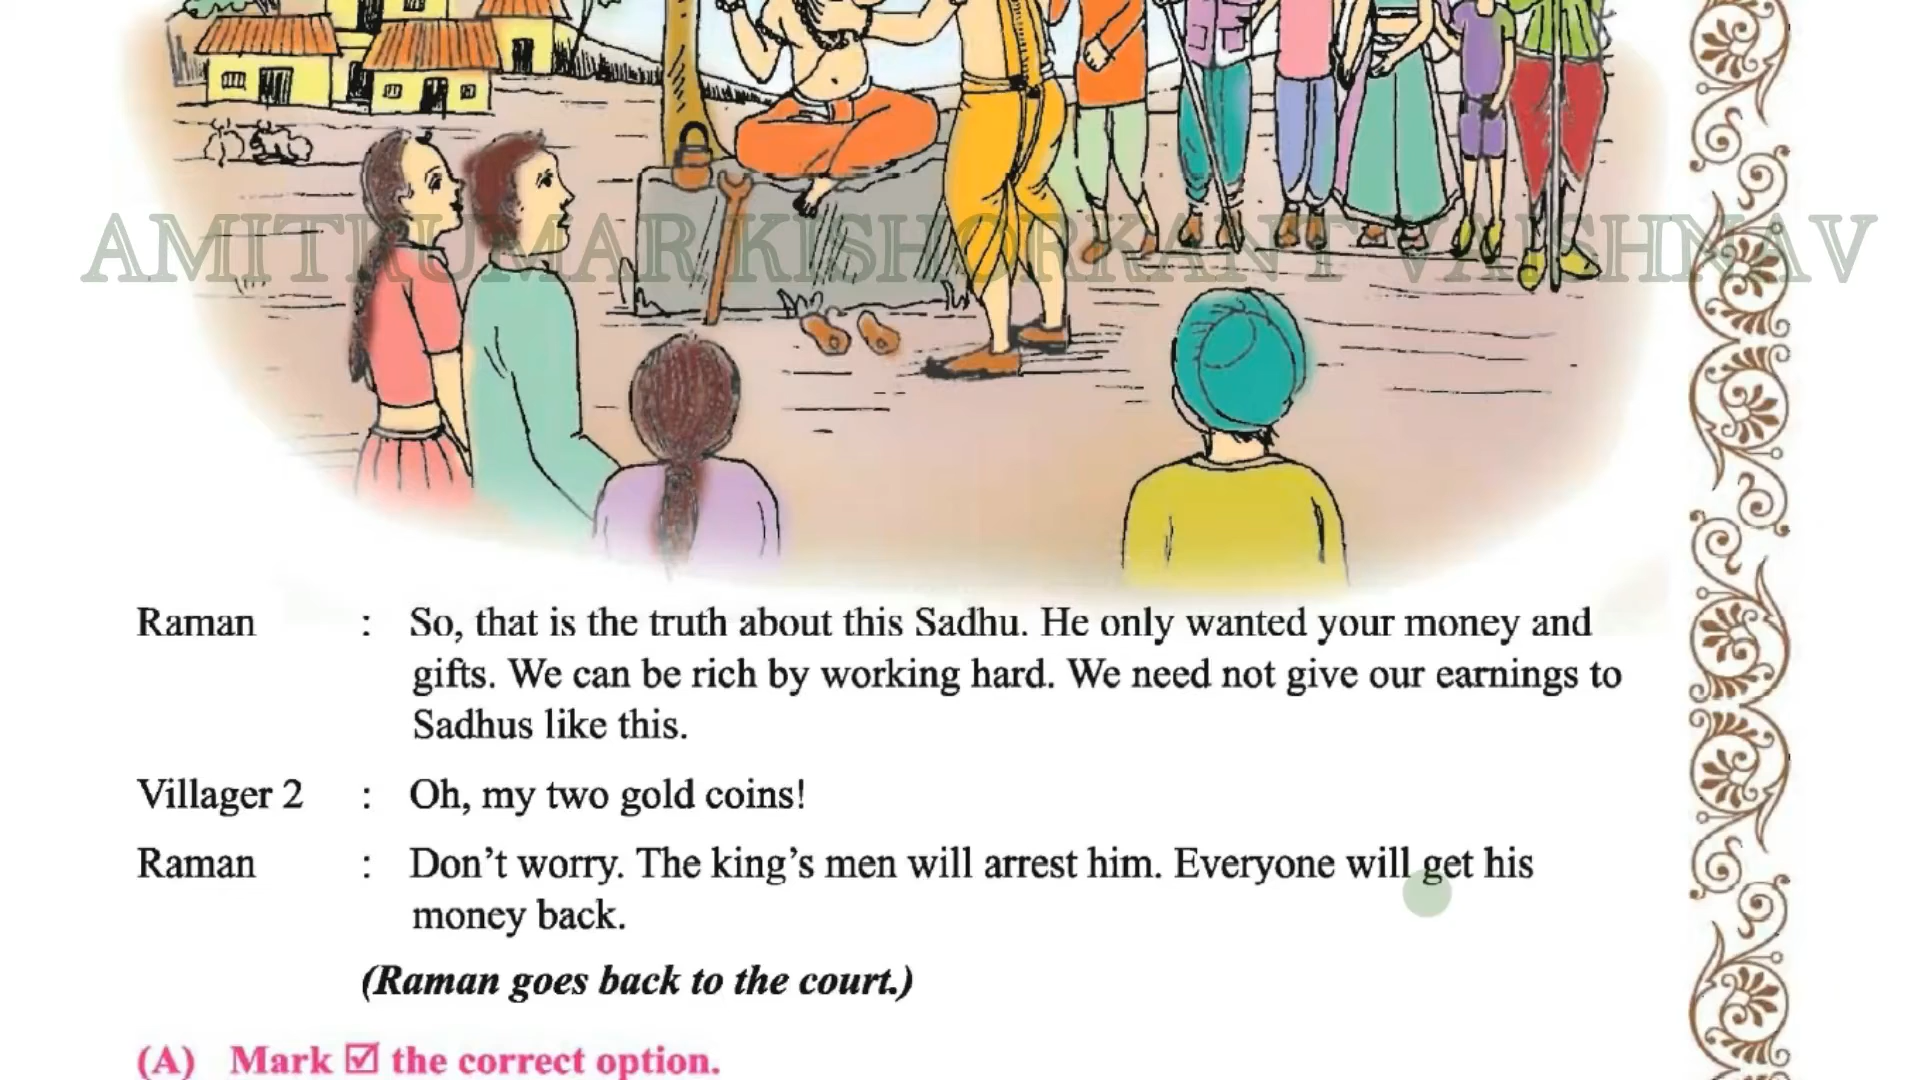 AMITKUMAR KISHORKANT VAISHNAV
Raman : So, that is the truth about this Sadhu. He only wanted your money and
gifts. We can be rich by working hard. We need not give our earnings to
Sadhus like this.
Villager 2 : Oh, my two gold coins!
Raman : Don’t worry. The king’s men will arrest him. Everyone will get his
money back.
(Raman goes back to the court.)
(A) Mark ☑ the correct option.